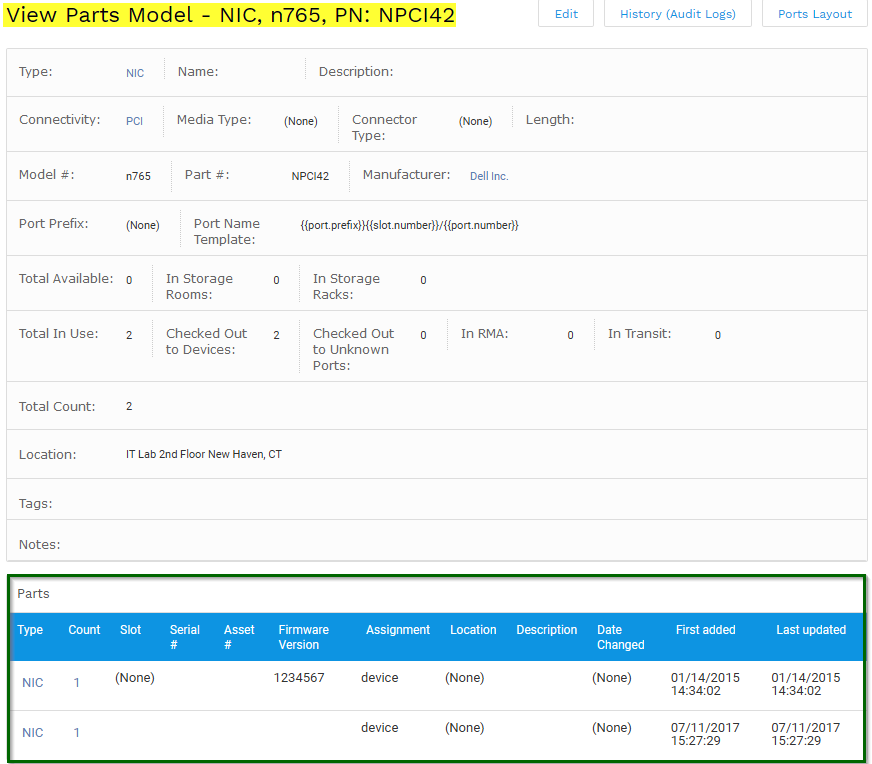 View Parts Model - NIC, n765, PN: NPCI42
Edit
History (Audit Logs)
Ports Layout
Type: NIC Name: Description:
Connectivity: PCI Media Type: (None) Connector Type: (None) Length:
Model #: n765 Part #: NPCI42 Manufacturer: Dell Inc.
Port Prefix: (None) Port Name Template: {{port.prefix}}{{slot.number}}/{{port.number}}
Total Available: 0 In Storage Rooms: 0 In Storage Racks: 0
Total In Use: 2 Checked Out to Devices: 2 Checked Out to Unknown Ports: 0 In RMA: 0 In Transit: 0
Total Count: 2
Location: IT Lab 2nd Floor New Haven, CT
Tags:
Notes:
Parts
Type Count Slot Serial # Asset # Firmware Version Assignment Location Description Date Changed First added Last updated
NIC 1 (None) 1234567 device (None) (None) 01/14/2015 14:34:02 01/14/2015 14:34:02
NIC 1 device (None) (None) 07/11/2017 15:27:29 07/11/2017 15:27:29